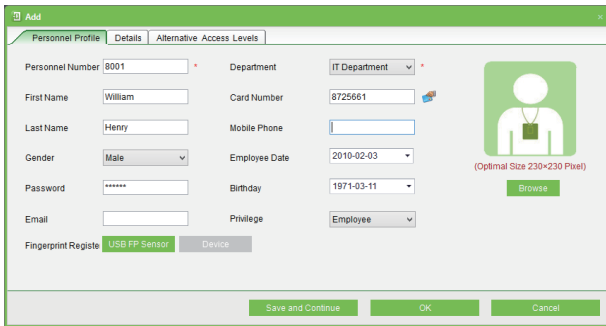 Add
Personnel Profile Details Alternative Access Levels
Personnel Number 8001 * Department IT Department *
First Name William Card Number 8725661
Last Name Henry Mobile Phone
Gender Male Employee Date 2010-02-03
(Optimal Size 230×230 Pixel)
Password ****** Birthday 1971-03-11 Browse
Email Privilege Employee
Fingerprint Registe USB FP Sensor Device
Save and Continue OK Cancel